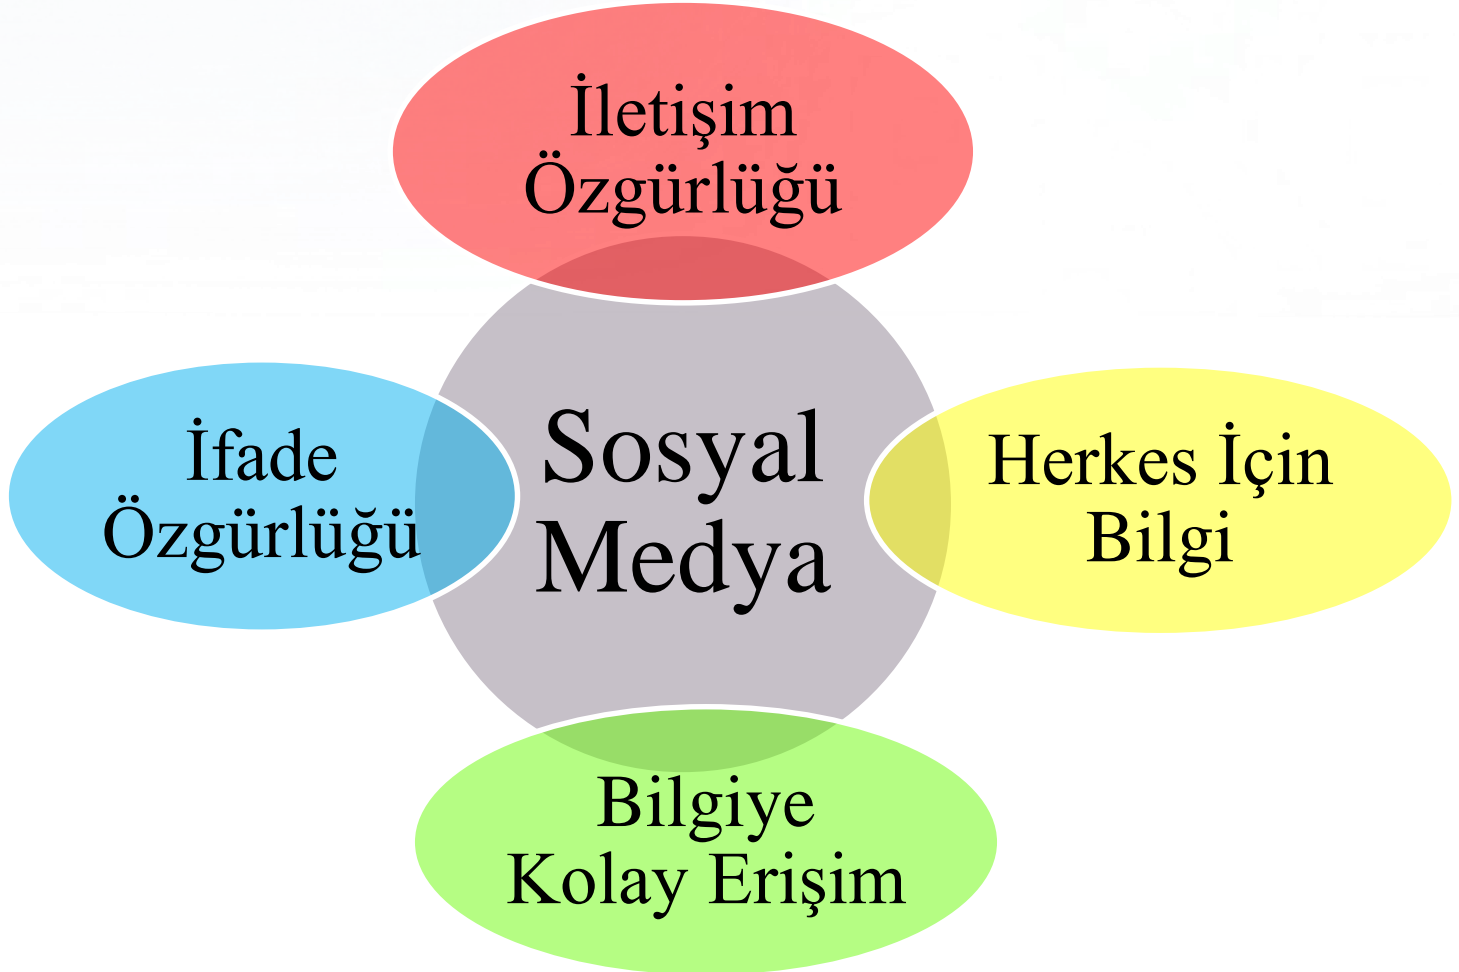 İletişim
Özgürlüğü
İfade
Özgürlüğü
Sosyal
Medya
Herkes İçin
Bilgi
Bilgiye
Kolay Erişim